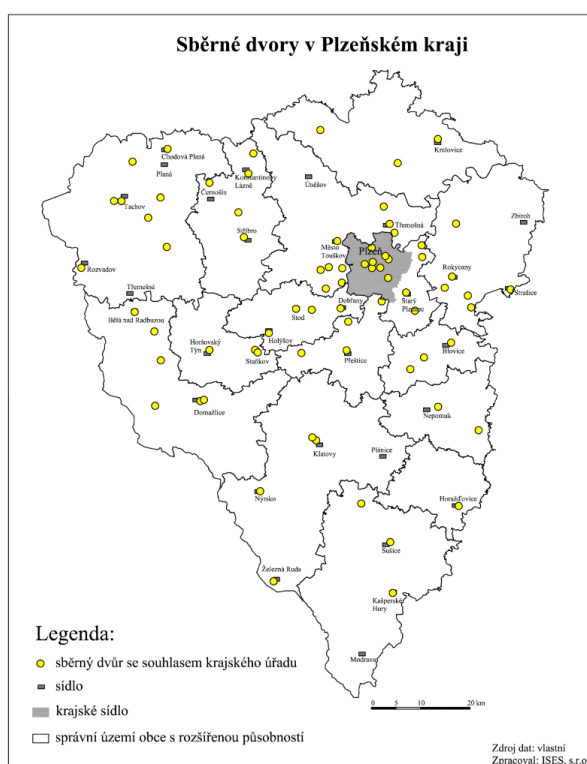 Sběrné dvory v Plzeňském kraji
Chodová Planá
Planá
Konstantinovy
Lázně
Černošín
Úněšov
Kralovice
Tachov
Stříbro
Město
Touškov
Třemošná
Plzeň
Zbiroh
Rozvadov
Rokycany
Třemešné
Dobřany
Starý
Plzenec
Strašice
Bělá nad Radbuzou
Stod
Holýšov
Horšovský
Týn
Staňkov
Přeštice
Blovice
Domažlice
Nepomuk
Klatovy
Plánice
Nýrsko
Horažďovice
Sušice
Železná Ruda
Kašperské
Hory
Modrava
Legenda:
sběrný dvůr se souhlasem krajského úřadu
sídlo
krajské sídlo
správní území obce s rozšířenou působností
0 5 10 20 km
Zdroj dat: vlastní
Zpracoval: ISES, s.r.o